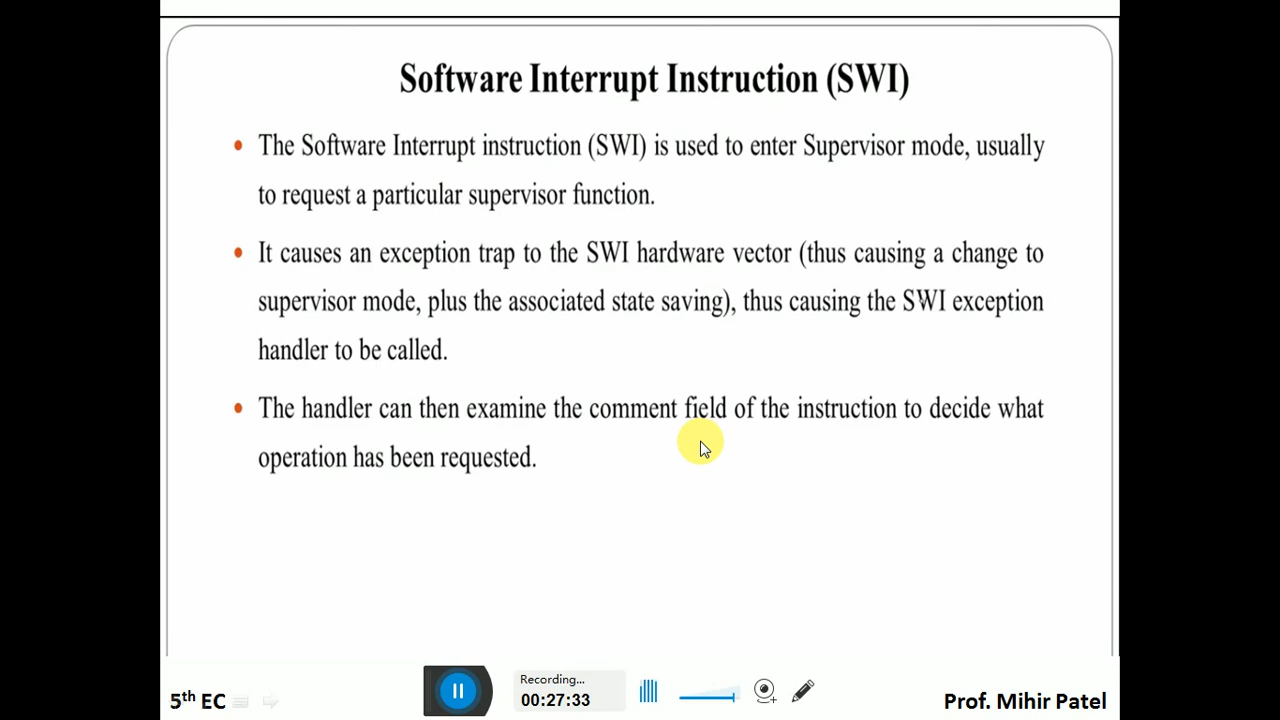 Software Interrupt Instruction (SWI)
• The Software Interrupt instruction (SWI) is used to enter Supervisor mode, usually
to request a particular supervisor function.
• It causes an exception trap to the SWI hardware vector (thus causing a change to
supervisor mode, plus the associated state saving), thus causing the SWI exception
handler to be called.
• The handler can then examine the comment field of the instruction to decide what
operation has been requested.
Recording...
00:27:33
5th EC
Prof. Mihir Patel